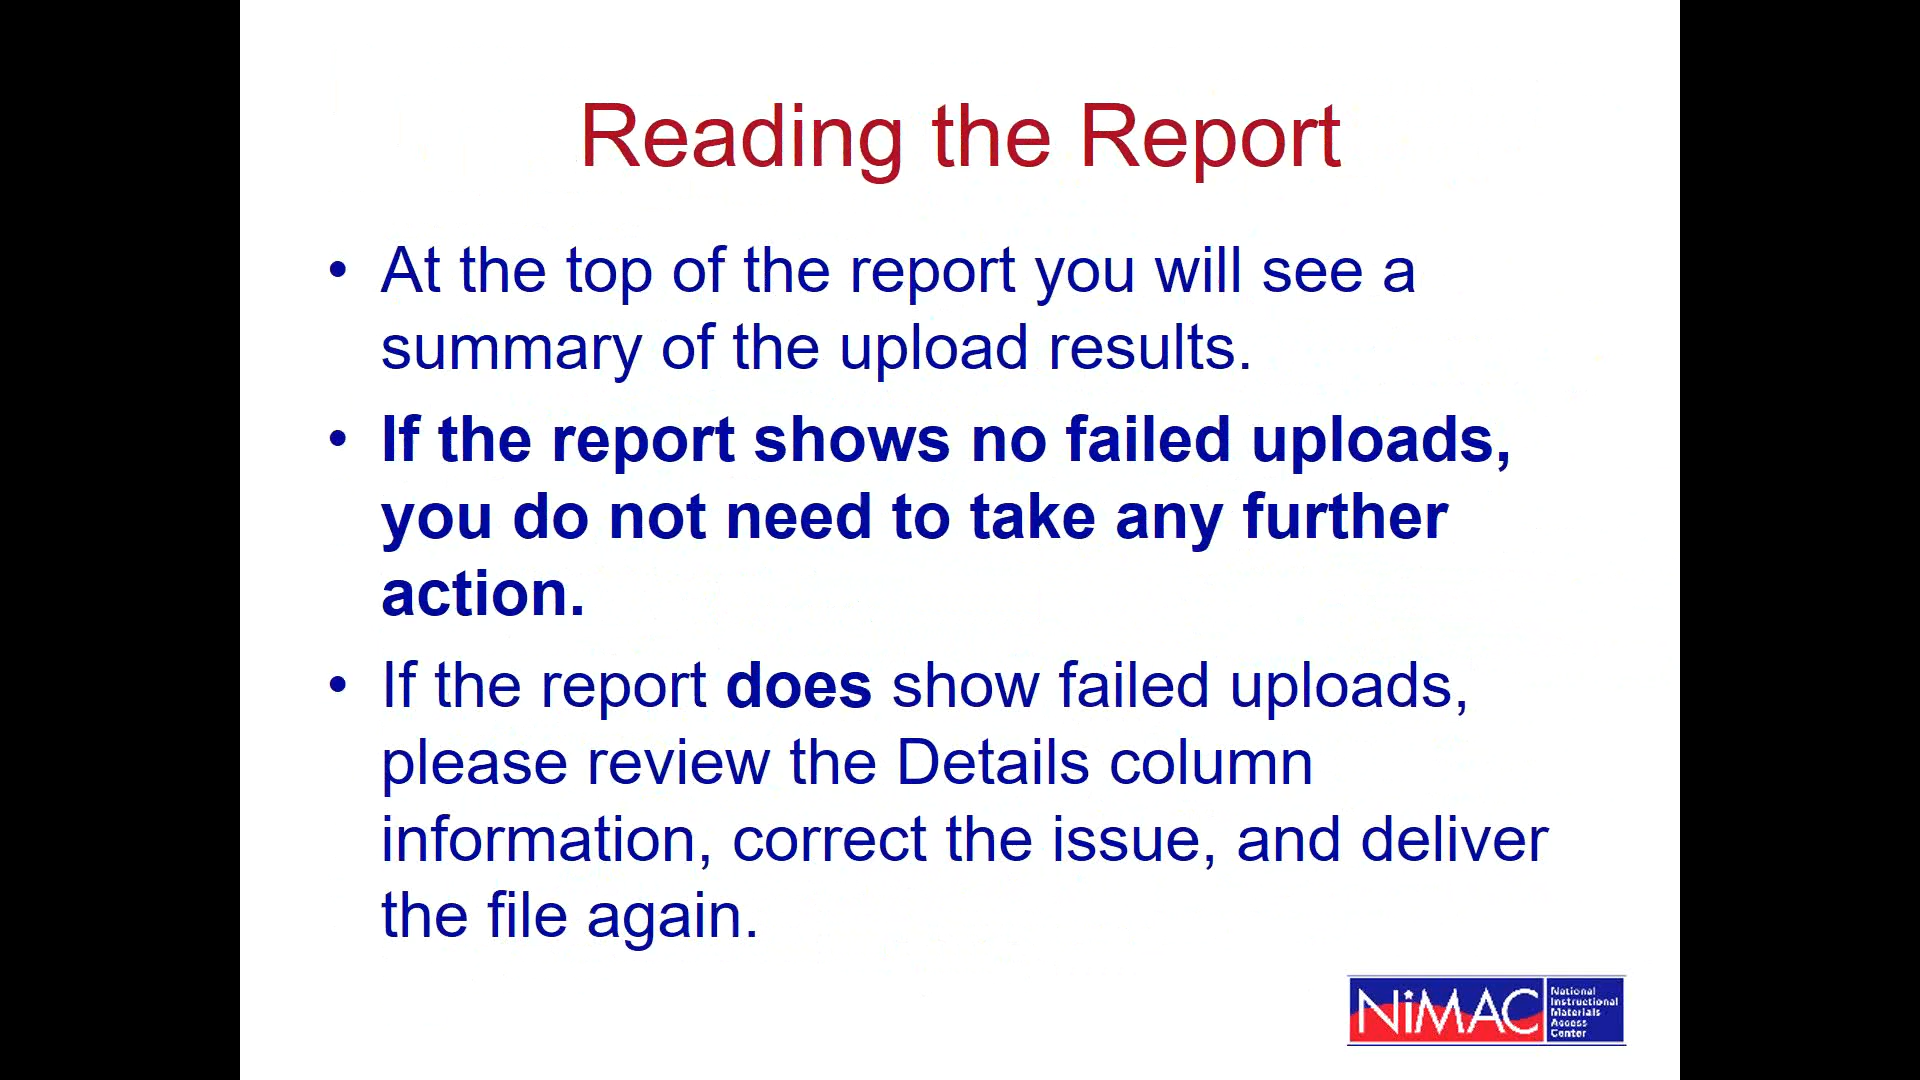 Reading the Report
• At the top of the report you will see a
summary of the upload results.
• If the report shows no failed uploads,
you do not need to take any further
action.
• If the report does show failed uploads,
please review the Details column
information, correct the issue, and deliver
the file again.
NiMAC
National
Instructional
Materials
Access
Center